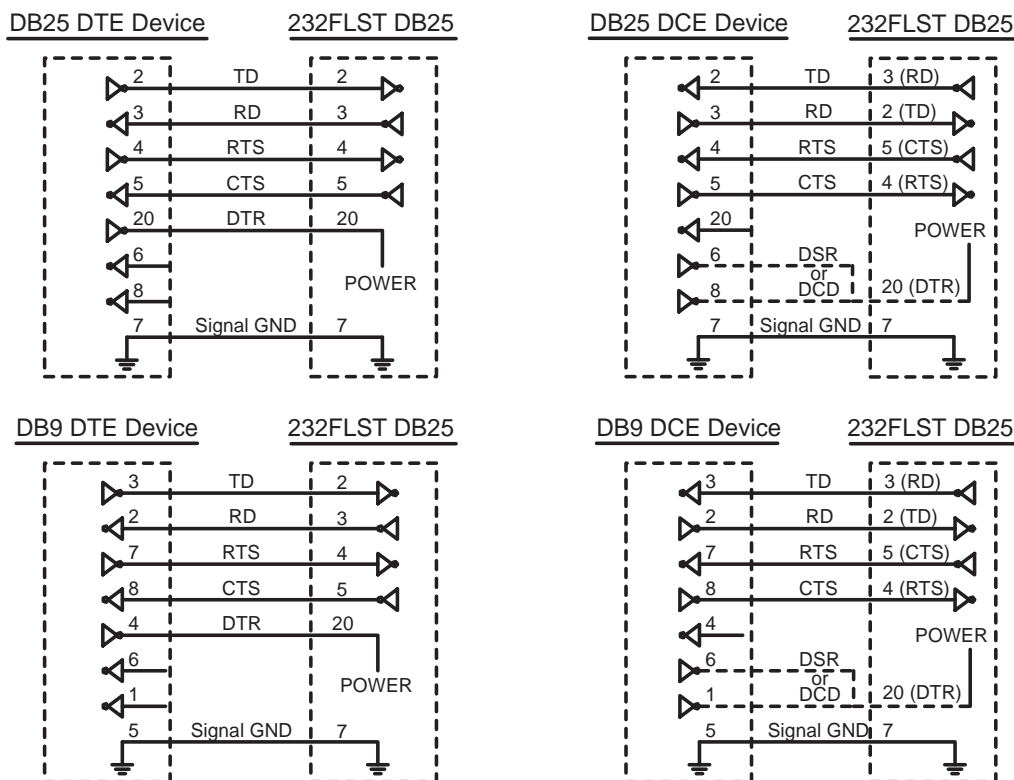 DB25 DTE Device 232FLST DB25
2 TD 2
3 RD 3
4 RTS 4
5 CTS 5
20 DTR 20
6
POWER
8
7 Signal GND 7
DB25 DCE Device 232FLST DB25
2 TD 3 (RD)
3 RD 2 (TD)
4 RTS 5 (CTS)
5 CTS 4 (RTS)
20
POWER
6 DSR
or
8 DCD 20 (DTR)
7 Signal GND 7
DB9 DTE Device 232FLST DB25
3 TD 2
2 RD 3
7 RTS 4
8 CTS 5
4 DTR 20
6
POWER
1
5 Signal GND 7
DB9 DCE Device 232FLST DB25
3 TD 3 (RD)
2 RD 2 (TD)
7 RTS 5 (CTS)
8 CTS 4 (RTS)
4
POWER
6 DSR
or
1 DCD 20 (DTR)
5 Signal GND 7